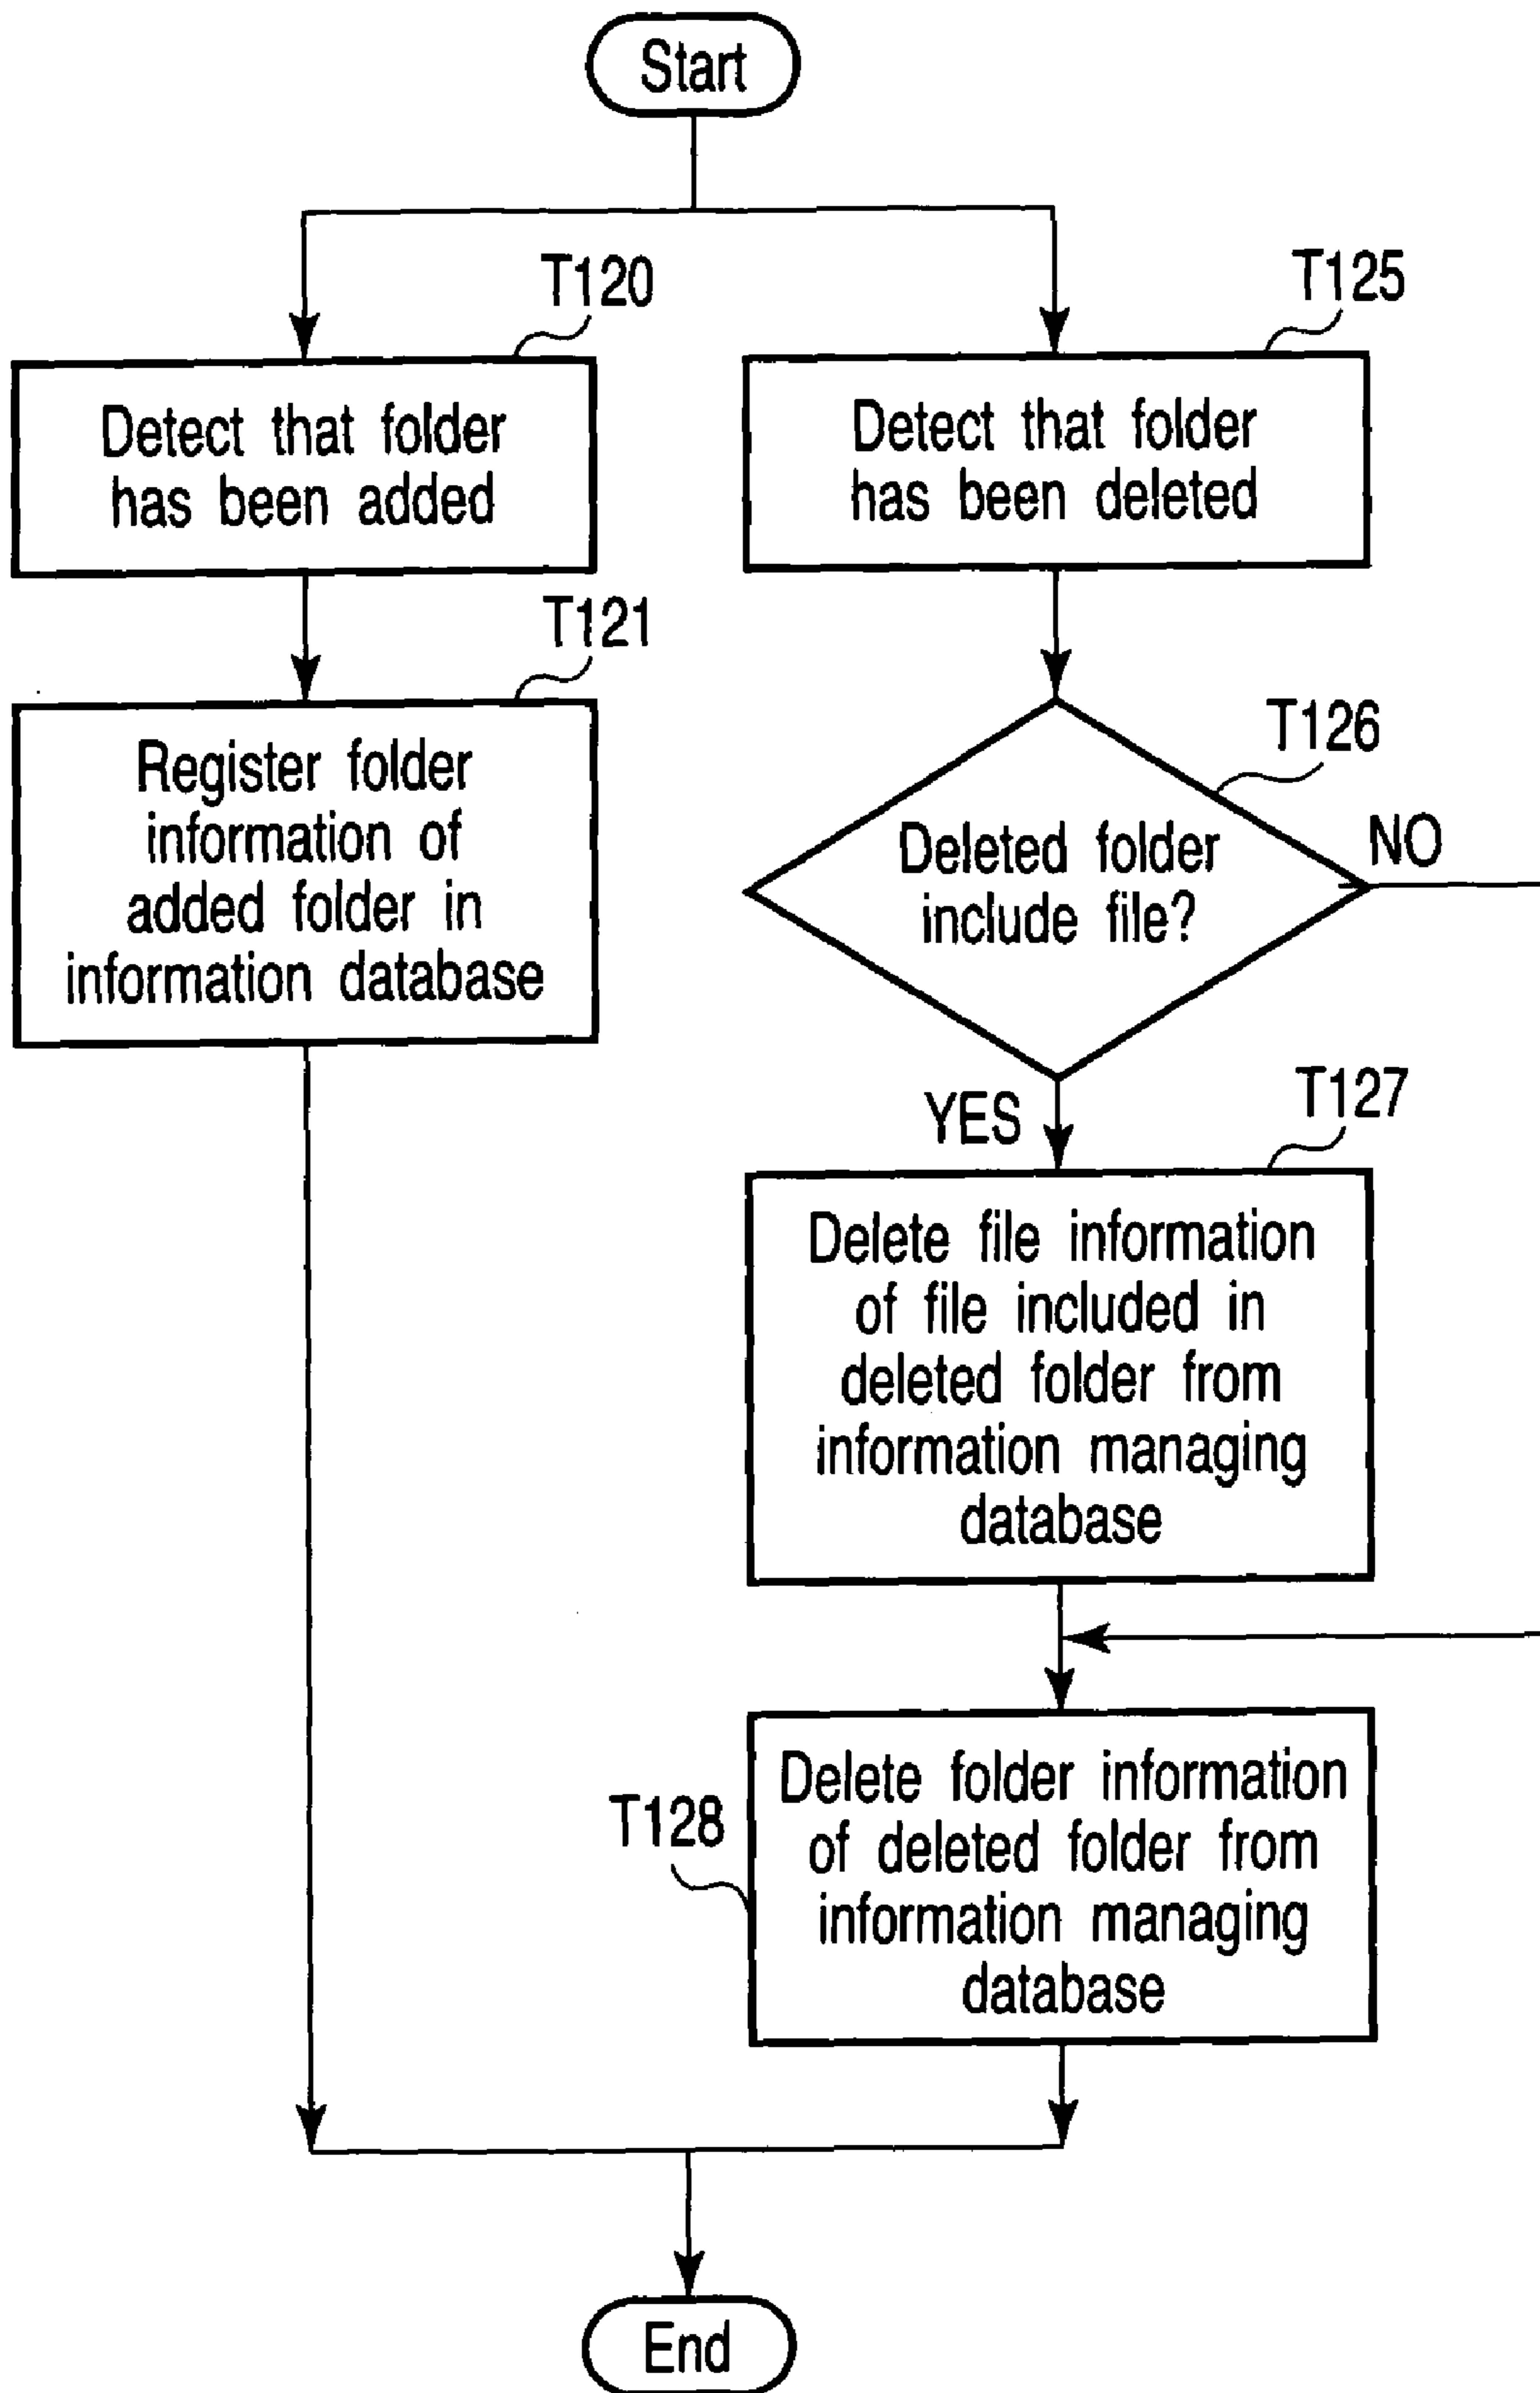 Start
T120
Detect that folder
has been added
T121
Register folder
information of
added folder in
information database
T125
Detect that folder
has been deleted
T126
Deleted folder
include file?
NO
YES
T127
Delete file information
of file included in
deleted folder from
information managing
database
T128
Delete folder information
of deleted folder from
information managing
database
End